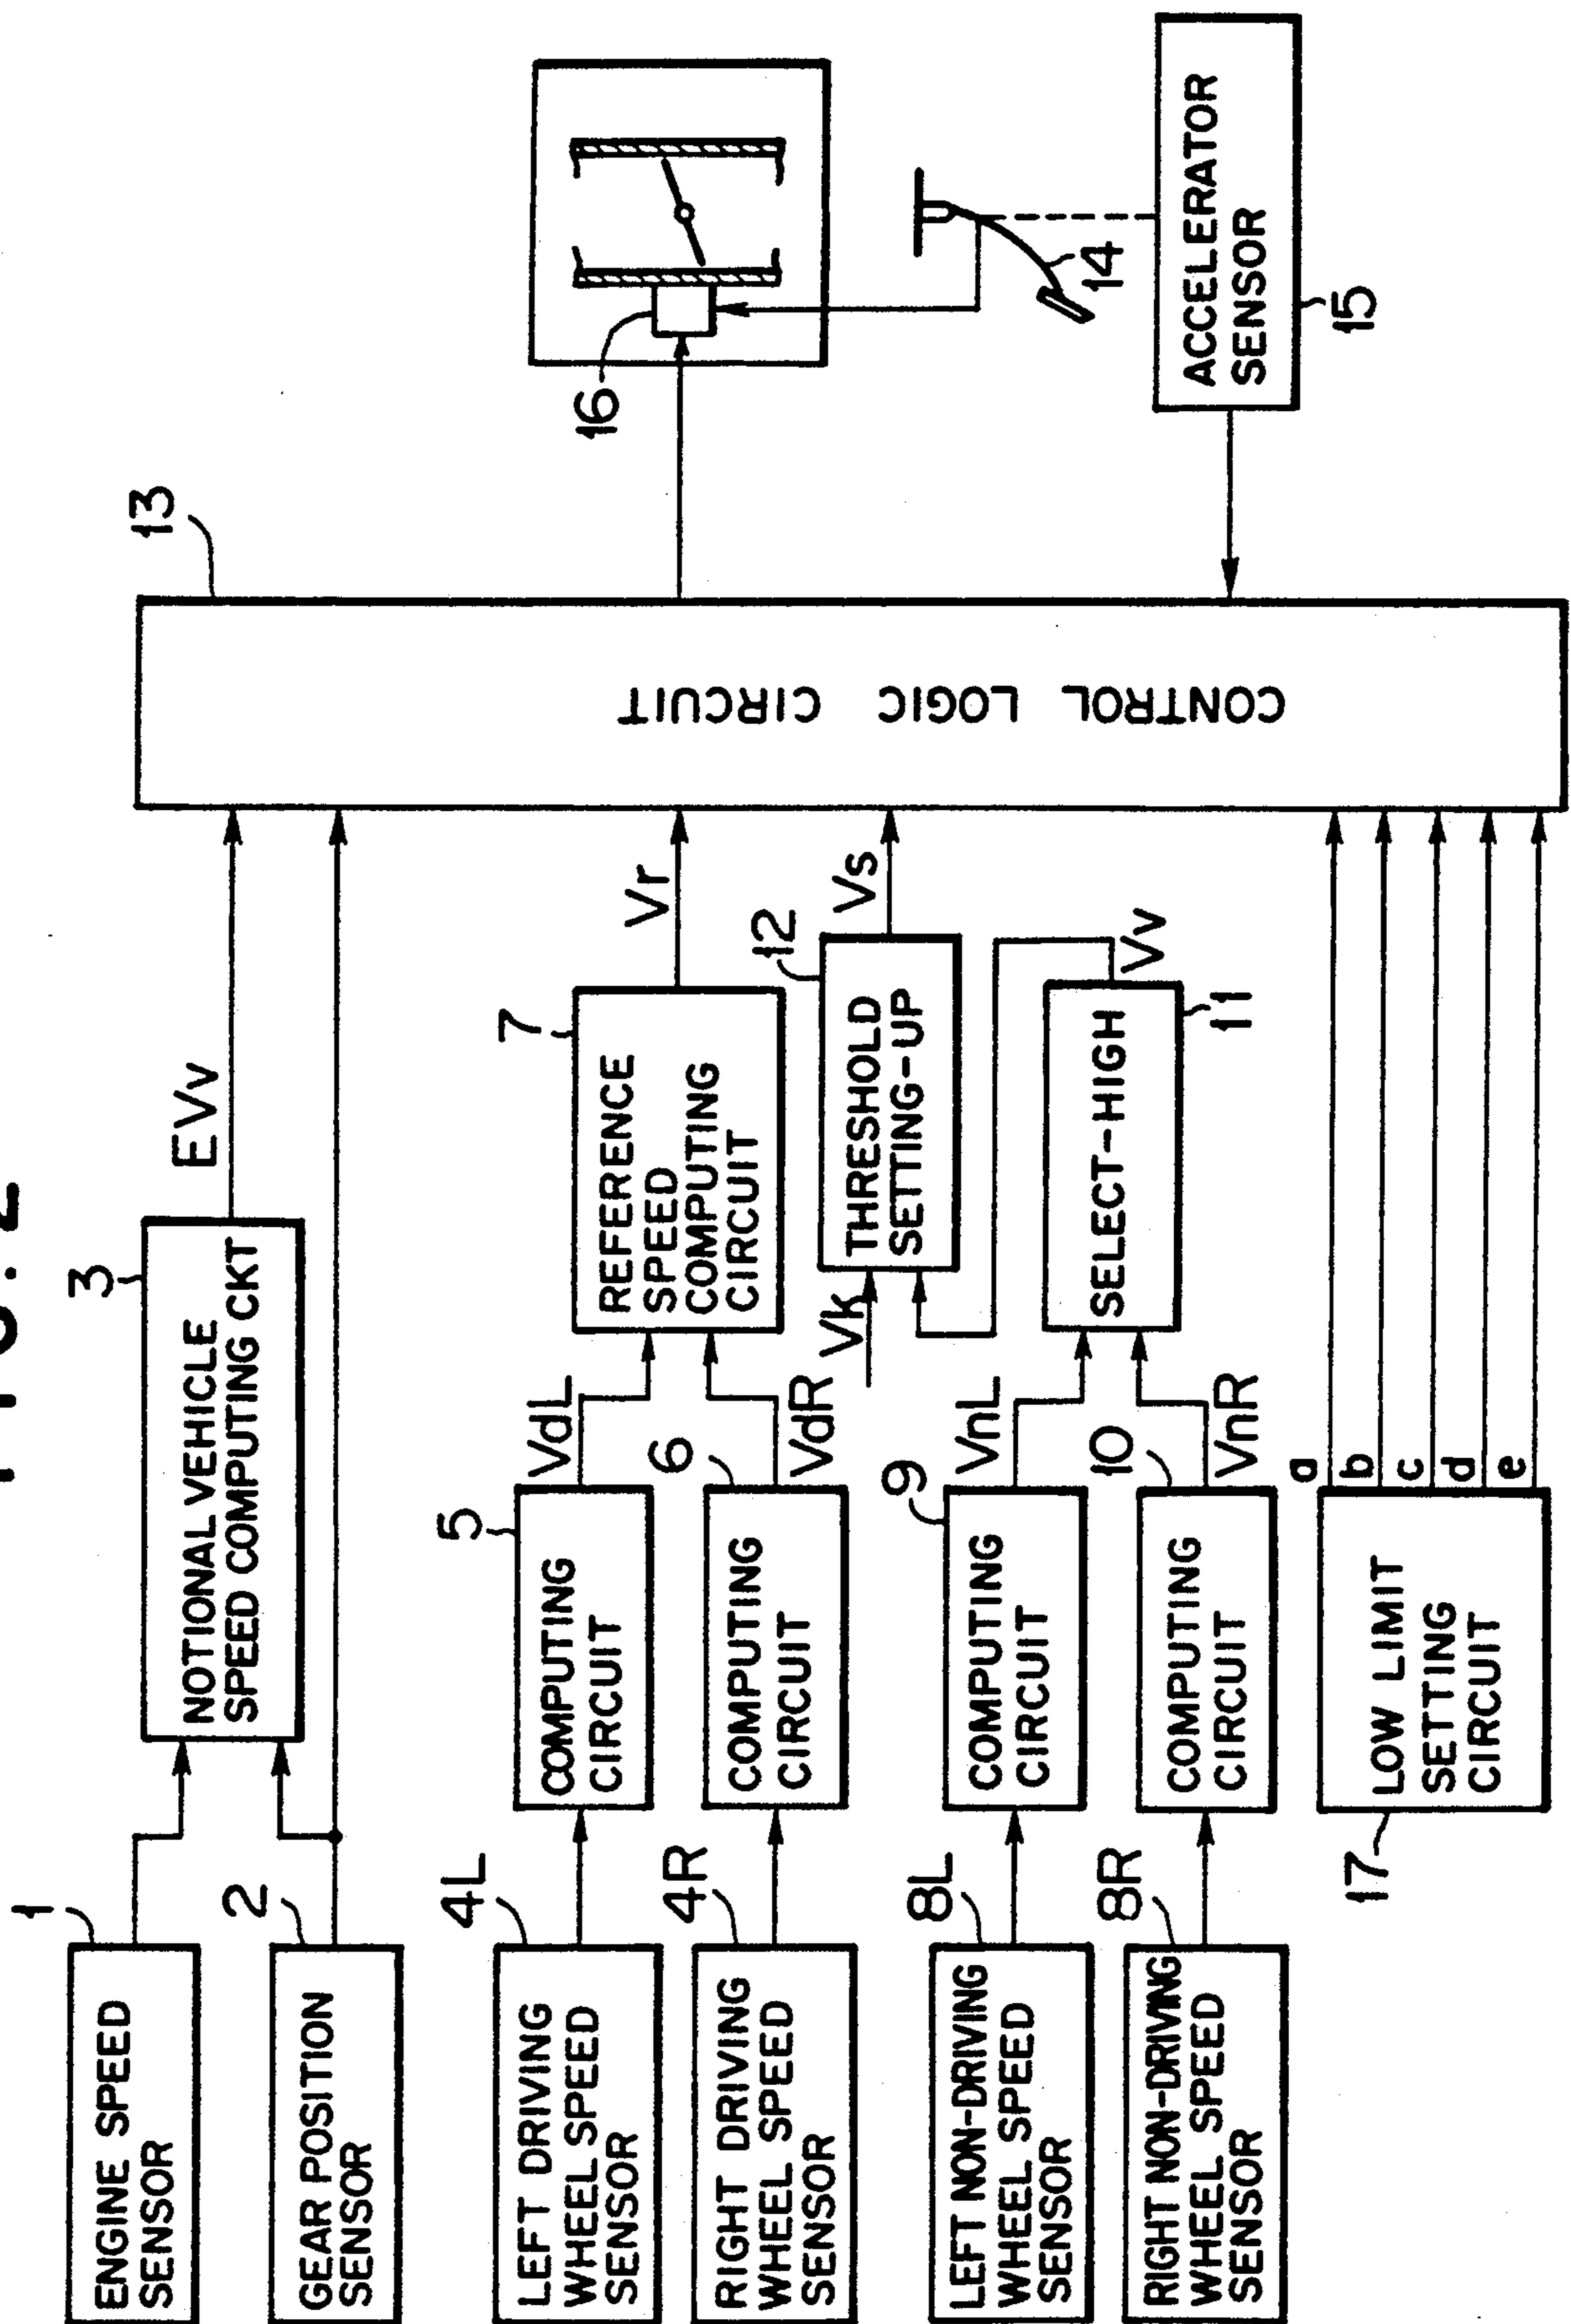 FIG. 2
1
ENGINE SPEED
SENSOR
2
GEAR POSITION
SENSOR
3
NOTIONAL VEHICLE
SPEED COMPUTING CKT
EVv
4L
LEFT DRIVING
WHEEL SPEED
SENSOR
5
COMPUTING
CIRCUIT
VdL
4R
RIGHT DRIVING
WHEEL SPEED
SENSOR
6
COMPUTING
CIRCUIT
VdR
7
REFERENCE
SPEED
COMPUTING
CIRCUIT
Vr
8L
LEFT NON-DRIVING
WHEEL SPEED
SENSOR
9
COMPUTING
CIRCUIT
VnL
8R
RIGHT NON-DRIVING
WHEEL SPEED
SENSOR
10
COMPUTING
CIRCUIT
VnR
11
SELECT-HIGH
Vv
Vk
12
THRESHOLD
SETTING-UP
Vs
17
LOW LIMIT
SETTING
CIRCUIT
a
b
c
d
e
13
CONTROL LOGIC CIRCUIT
16
14
ACCELERATOR
SENSOR
15